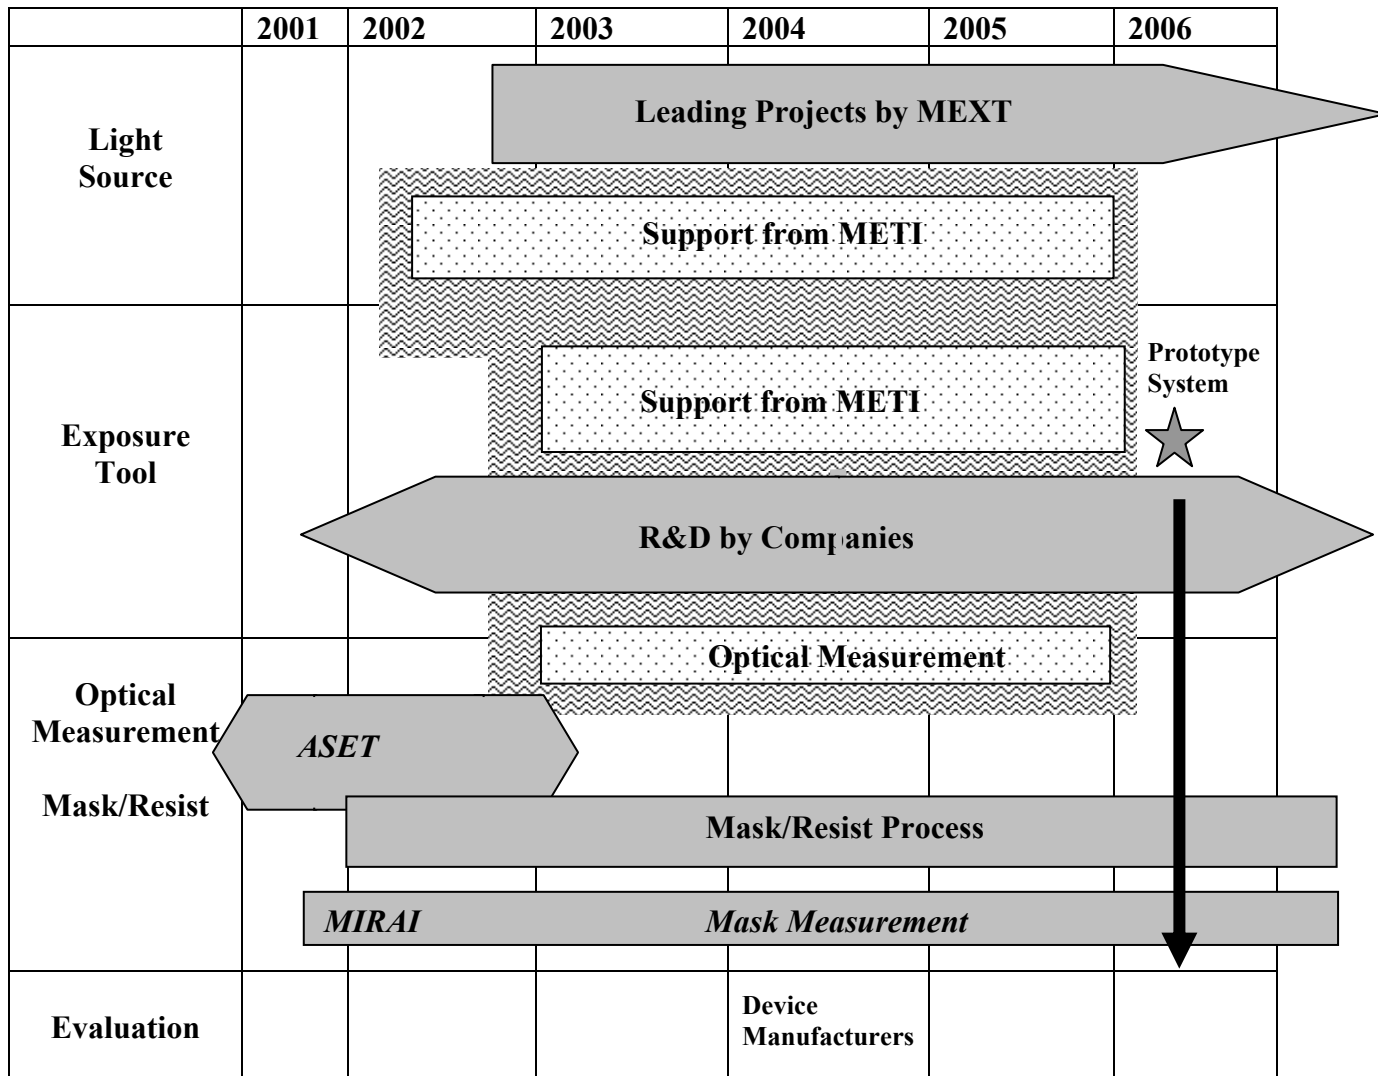 2001 2002 2003 2004 2005 2006
Light
Source
Leading Projects by MEXT
Support from METI
Exposure
Tool
Support from METI
Prototype
System
R&D by Companies
Optical
Measurement
Mask/Resist
Optical Measurement
ASET
Mask/Resist Process
MIRAI Mask Measurement
Evaluation
Device
Manufacturers